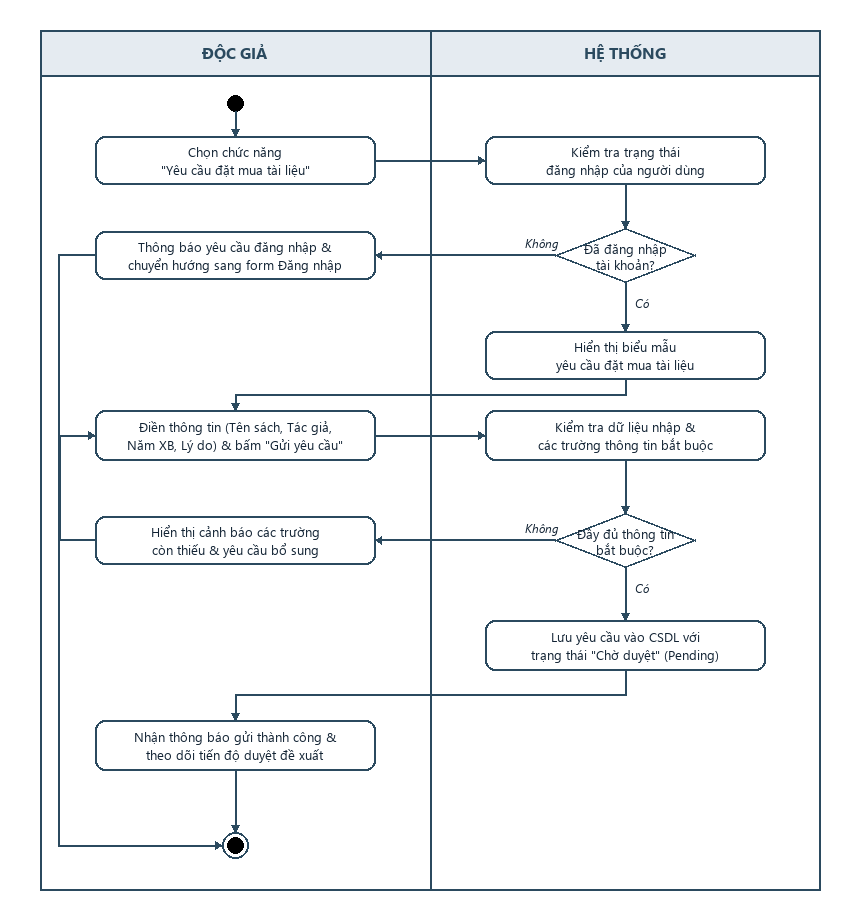 ĐỘC GIẢ
HỆ THỐNG
Chọn chức năng
"Yêu cầu đặt mua tài liệu"
Kiểm tra trạng thái
đăng nhập của người dùng
Thông báo yêu cầu đăng nhập &
chuyển hướng sang form Đăng nhập
Không
Đã đăng nhập
tài khoản?
Có
Hiển thị biểu mẫu
yêu cầu đặt mua tài liệu
Điền thông tin (Tên sách, Tác giả,
Năm XB, Lý do) & bấm "Gửi yêu cầu"
Kiểm tra dữ liệu nhập &
các trường thông tin bắt buộc
Hiển thị cảnh báo các trường
còn thiếu & yêu cầu bổ sung
Không
Đầy đủ thông tin
bắt buộc?
Có
Lưu yêu cầu vào CSDL với
trạng thái "Chờ duyệt" (Pending)
Nhận thông báo gửi thành công &
theo dõi tiến độ duyệt đề xuất